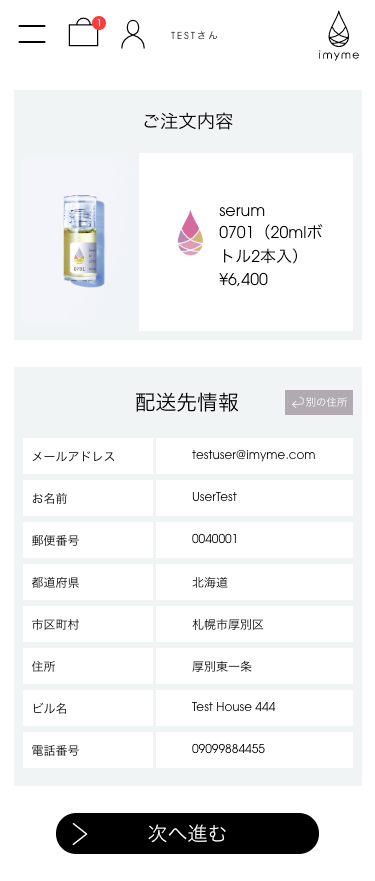 1
TESTさん
imyme
ご注文内容
0701
serum
0701（20mlボ
トル2本入）
¥6,400
配送先情報
別の住所
メールアドレス testuser@imyme.com
お名前 UserTest
郵便番号 0040001
都道府県 北海道
市区町村 札幌市厚別区
住所 厚別東一条
ビル名 Test House 444
電話番号 09099884455
次へ進む